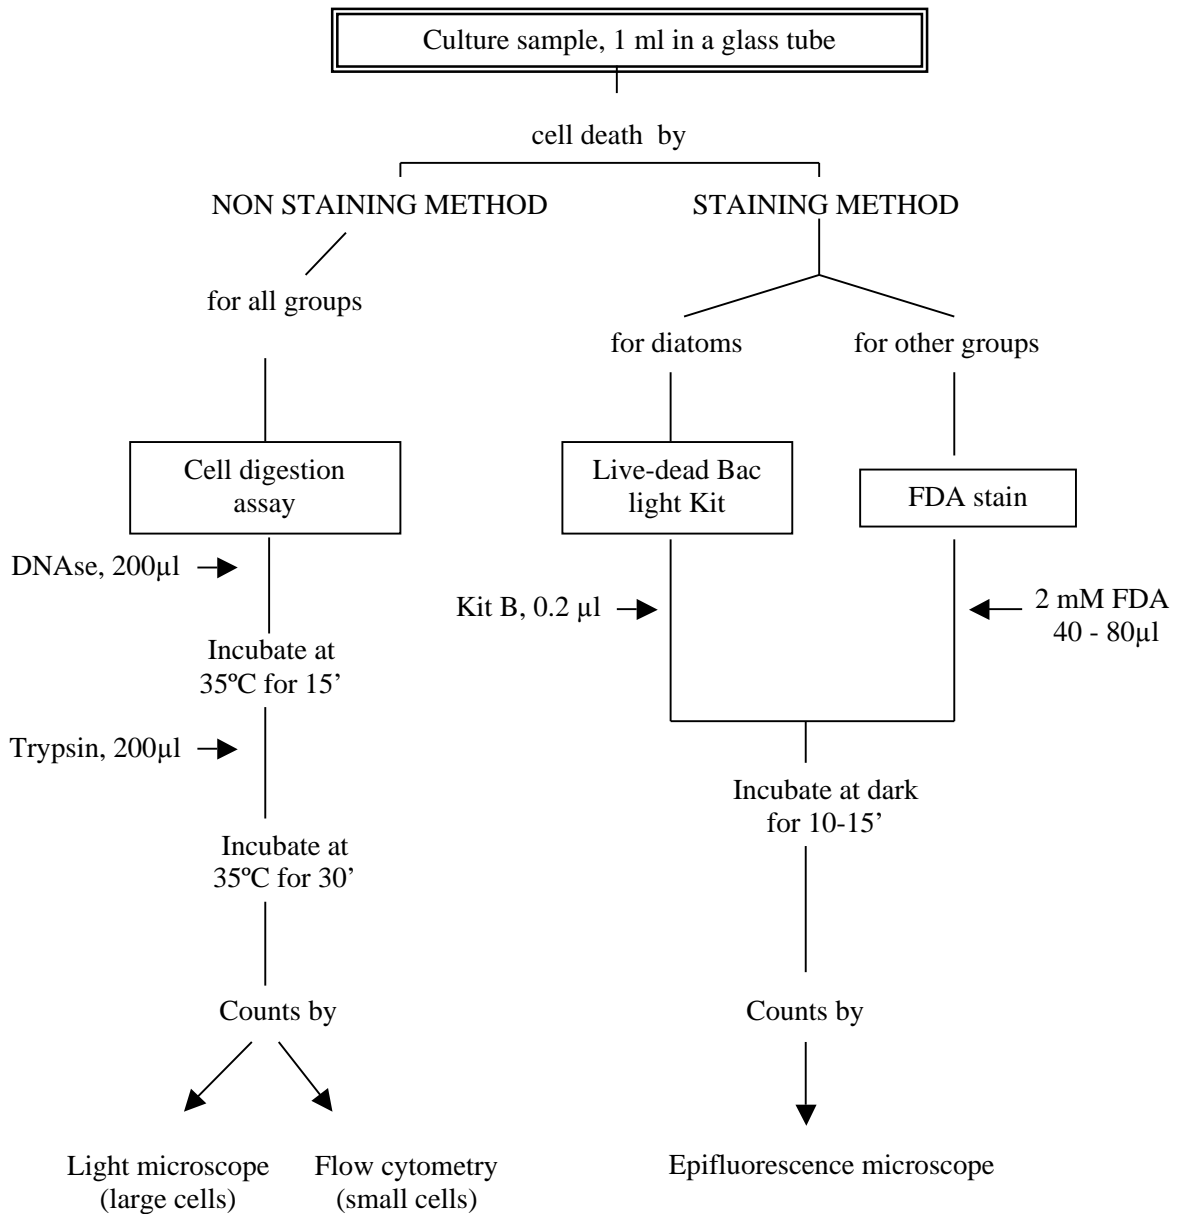 Culture sample, 1 ml in a glass tube
cell death by
NON STAINING METHOD
STAINING METHOD
for all groups
for diatoms
for other groups
Cell digestion
assay
Live-dead Bac
light Kit
FDA stain
DNAse, 200µl
Kit B, 0.2 µl
2 mM FDA
40 - 80µl
Incubate at
35ºC for 15’
Trypsin, 200µl
Incubate at dark
for 10-15’
Incubate at
35ºC for 30’
Counts by
Counts by
Light microscope
(large cells)
Flow cytometry
(small cells)
Epifluorescence microscope